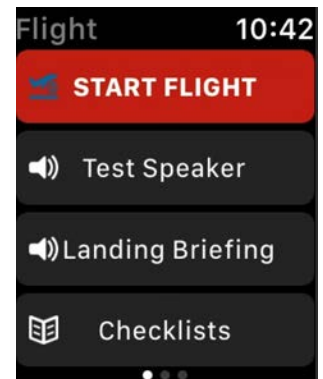 Flight 10:42
START FLIGHT
Test Speaker
Landing Briefing
Checklists